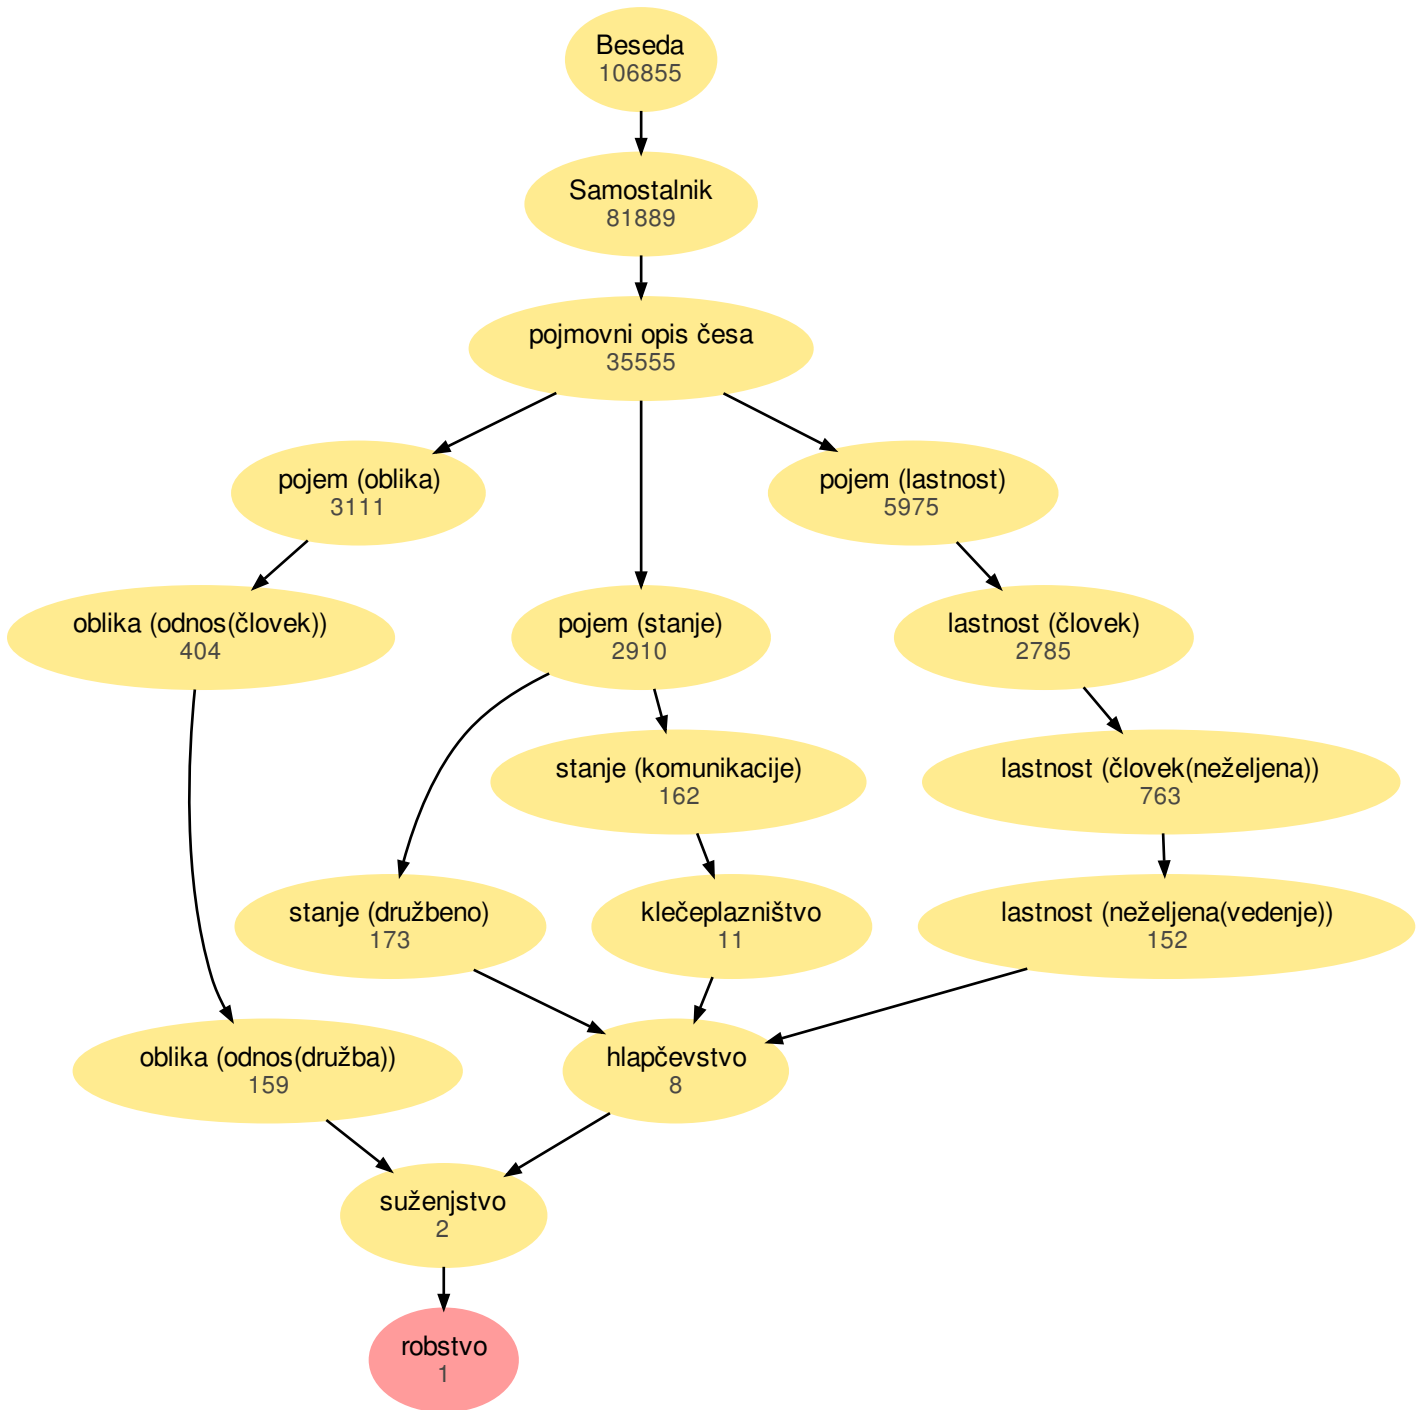 Beseda
106855
Samostalnik
81889
pojmovni opis česa
35555
pojem (oblika)
3111
pojem (lastnost)
5975
oblika (odnos(človek))
404
pojem (stanje)
2910
lastnost (človek)
2785
stanje (komunikacije)
162
lastnost (človek(neželjena))
763
stanje (družbeno)
173
klečeplazništvo
11
lastnost (neželjena(vedenje))
152
oblika (odnos(družba))
159
hlapčevstvo
8
suženjstvo
2
robstvo
1